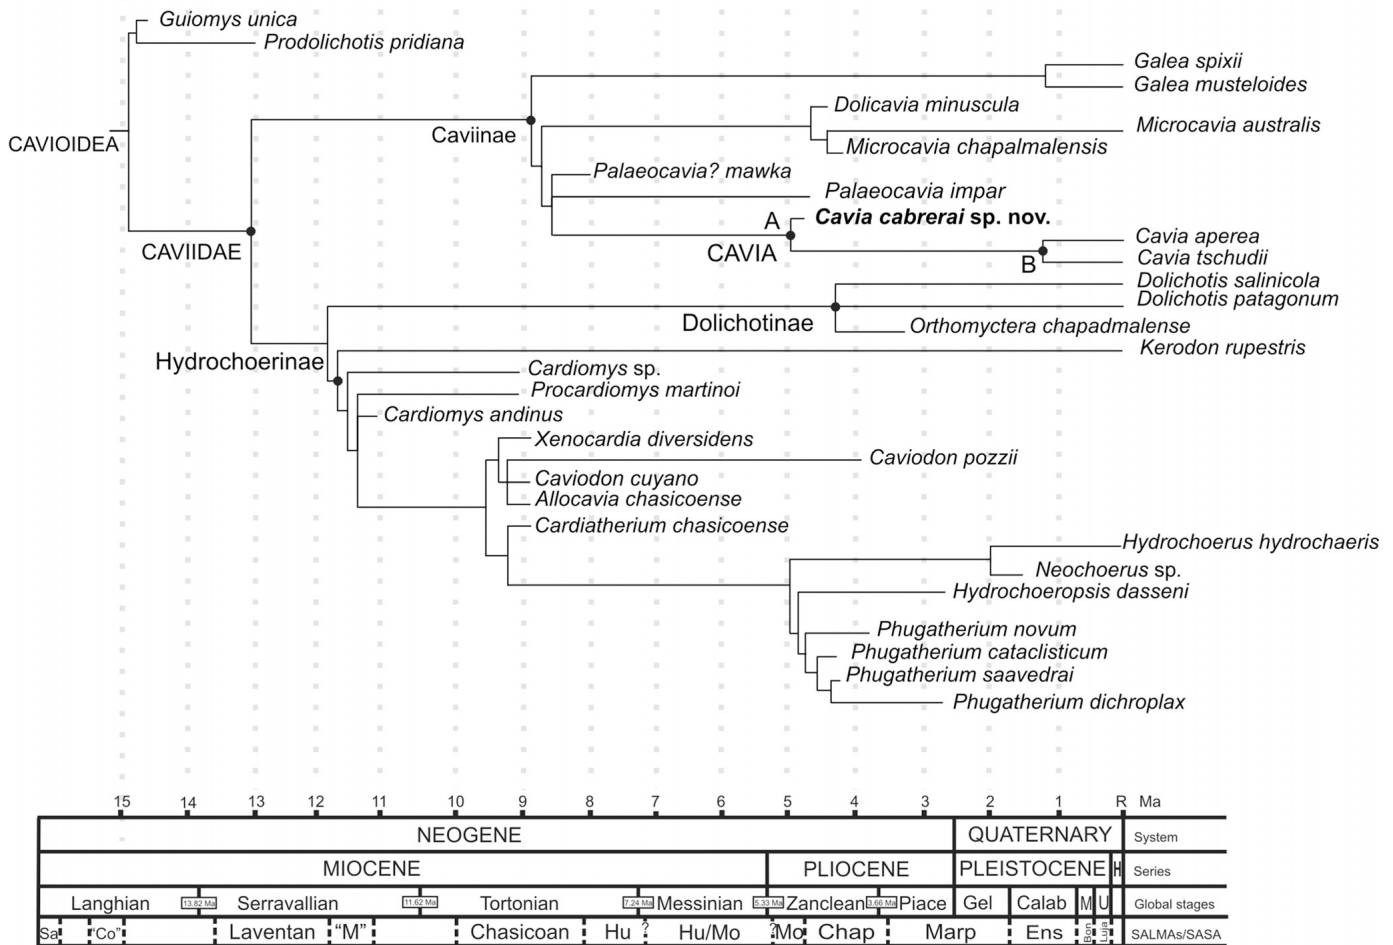 Guiomys unica
Prodolichotis pridiana
Galea spixii
Galea musteloides
Dolicavia minuscula
Microcavia australis
Caviinae
CAVIOIDEA
Microcavia chapalmalensis
Palaeocavia? mawka
Palaeocavia impar
A Cavia cabrerai sp. nov.
Cavia aperea
CAVIIDAE
CAVIA
B Cavia tschudii
Dolichotis salinicola
Dolichotis patagonum
Dolichotinae
Orthomyctera chapadmalense
Kerodon rupestris
Hydrochoerinae
Cardiomys sp.
Procardiomys martinoi
Cardiomys andinus
Xenocardia diversidens
Caviodon pozzii
Caviodon cuyano
Allocavia chasicoense
Cardiatherium chasicoense
Hydrochoerus hydrochaeris
Neochoerus sp.
Hydrochoeropsis dasseni
Phugatherium novum
Phugatherium cataclisticum
Phugatherium saavedrai
Phugatherium dichroplax
15 14 13 12 11 10 9 8 7 6 5 4 3 2 1 R Ma
NEOGENE QUATERNARY System
MIOCENE PLIOCENE PLEISTOCENE H Series
Langhian 13.82 Ma Serravallian 11.62 Ma Tortonian 7.24 Ma Messinian 5.33 Ma Zanclean 3.66 Ma Piace Gel Calab M U Global stages
Sa "Co" Laventan "M" Chasicoan Hu ? Hu/Mo ? Mo Chap Marp Ens Bon Luja SALMAs/SASA